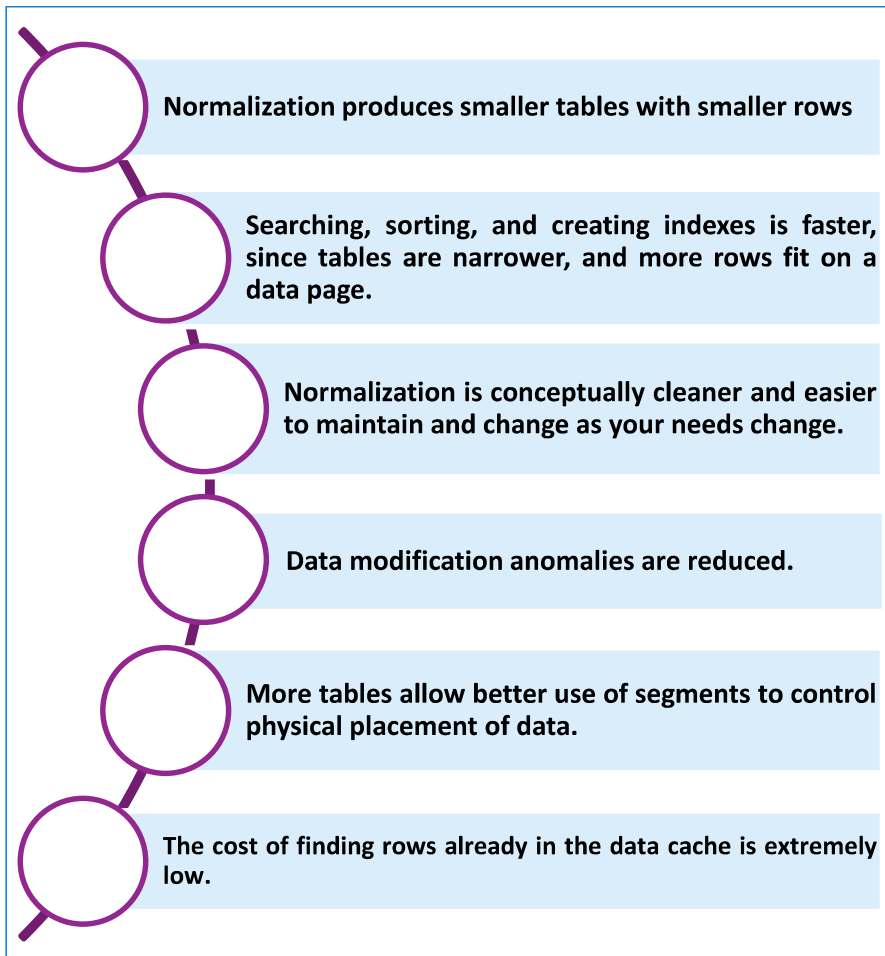 Normalization produces smaller tables with smaller rows
Searching, sorting, and creating indexes is faster,
since tables are narrower, and more rows fit on a
data page.
Normalization is conceptually cleaner and easier
to maintain and change as your needs change.
Data modification anomalies are reduced.
More tables allow better use of segments to control
physical placement of data.
The cost of finding rows already in the data cache is extremely
low.